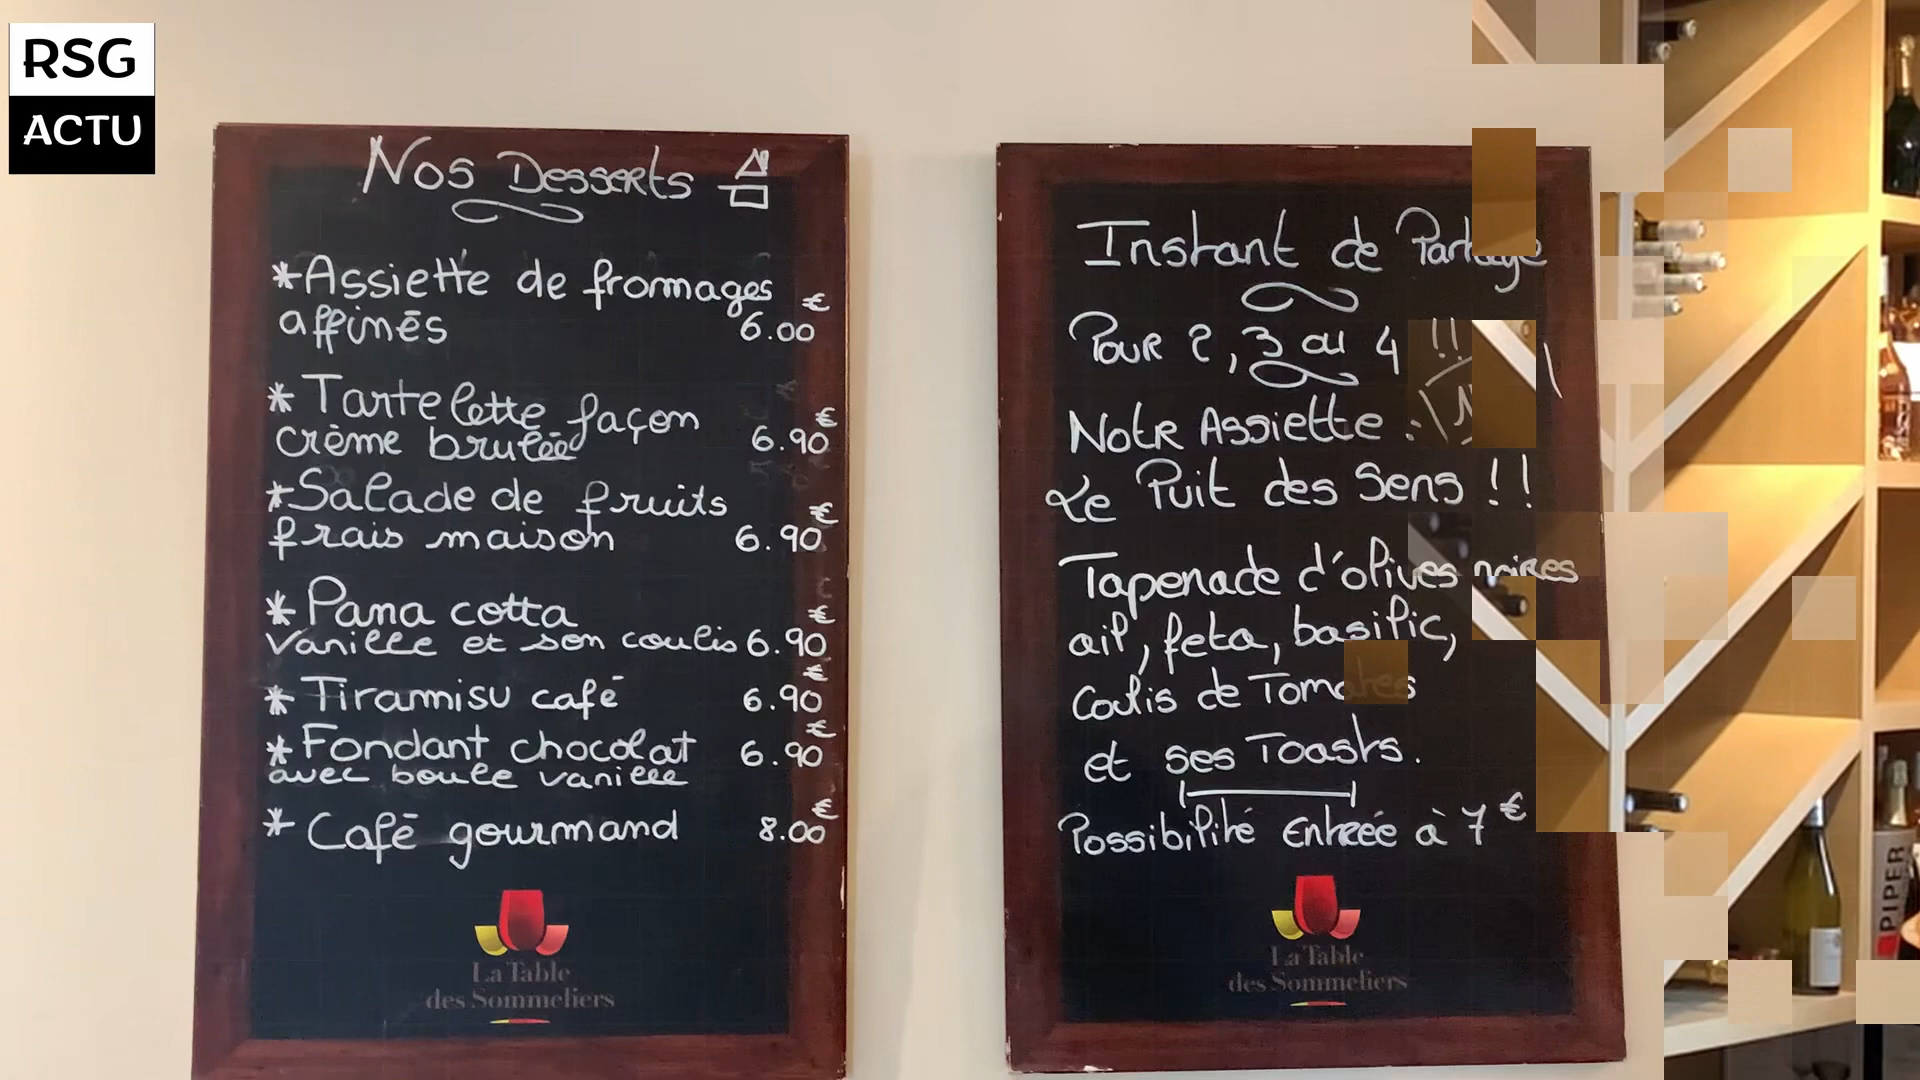 RSG
ACTU
Nos Desserts
*Assiette de fromages
affinés 6.00€
* Tartelette façon
crème brulée 6.90€
*Salade de fruits
frais maison 6.90€
* Pana cotta
vanille et son coulis 6.90€
* Tiramisu café 6.90€
* Fondant chocolat 6.90€
avec boule vanille
* Café gourmand 8.00€
La Table
des Sommeliers
Instant de Partage
Pour 2, 3 ou 4 !!
Notre Assiette
Le Puit des Sens !!
Tapenade d'olives noires
ail, feta, basilic,
Coulis de Tomates
et ses Toasts.
Possibilité Entrée à 7€
La Table
des Sommeliers
PIPER